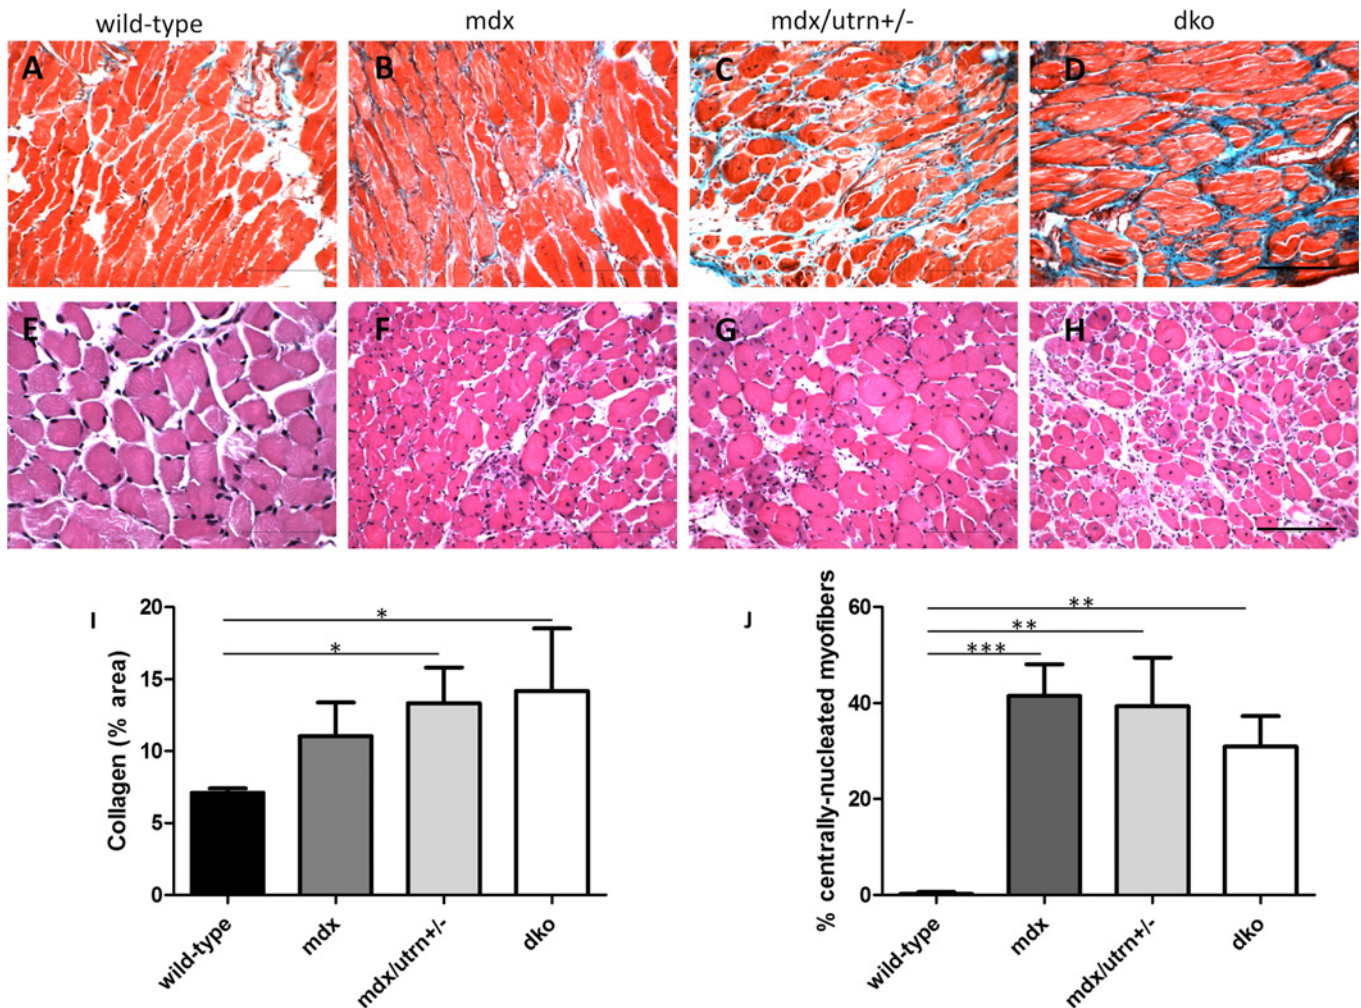 wild-type mdx mdx/utrn+/- dko
A B C D
E F G H
I
Collagen (% area)
20
15
10
5
0
*
*
wild-type
mdx
mdx/utrn+/-
dko
J
% centrally-nucleated myofibers
60
40
20
0
**
**
***
wild-type
mdx
mdx/utrn+/-
dko